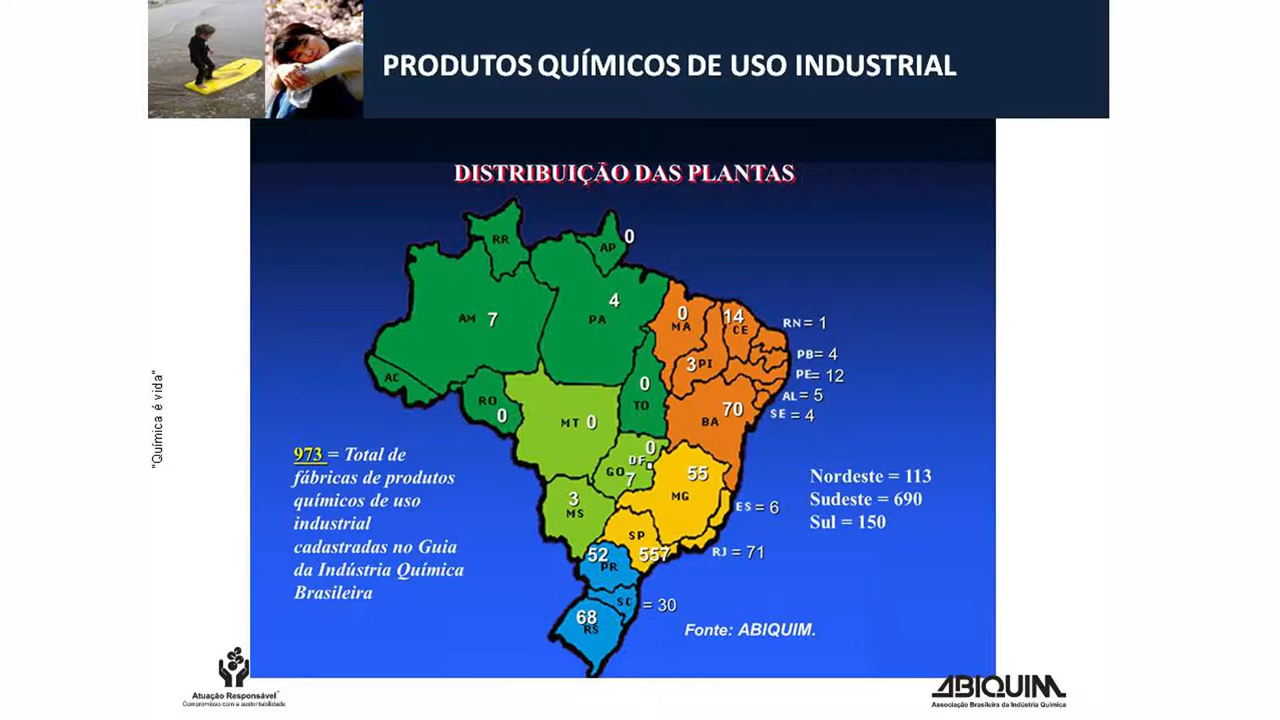 PRODUTOS QUÍMICOS DE USO INDUSTRIAL
DISTRIBUIÇÃO DAS PLANTAS
RR
AP 0
AM 7
PA 4
MA 0
CE 14
RN = 1
PI 3
PB= 4
PE= 12
AL = 5
SE = 4
AC
RO 0
TO 0
MT 0
BA 70
DF 0
GO 7
MG 55
MS 3
ES = 6
SP 557
RJ = 71
PR 52
SC = 30
RS 68
973 = Total de
fábricas de produtos
químicos de uso
industrial
cadastradas no Guia
da Indústria Química
Brasileira
Nordeste = 113
Sudeste = 690
Sul = 150
Fonte: ABIQUIM.
"Química é vida"
Atuação Responsável
Compromisso com a sustentabilidade
ABIQUIM
Associação Brasileira da Indústria Química